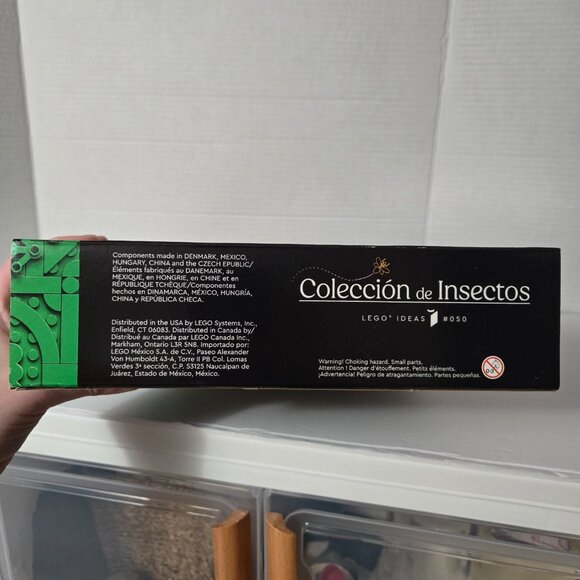 Components made in DENMARK, MEXICO,
HUNGARY, CHINA and the CZECH EPUBLIC/
Éléments fabriqués au DANEMARK, au
MEXIQUE, en HONGRIE, en CHINE et en
RÉPUBLIQUE TCHÈQUE/Componentes
hechos en DINAMARCA, MÉXICO, HUNGRÍA,
CHINA y REPÚBLICA CHECA.
Distributed in the USA by LEGO Systems, Inc.,
Enfield, CT 06083. Distributed in Canada by/
Distribué au Canada par LEGO Canada Inc.,
Markham, Ontario L3R 5N8. Importado por:
LEGO México S.A. de C.V., Paseo Alexander
Von Humboldt 43-A, Torre II PB Col. Lomas
Verdes 3ª sección, C.P. 53125 Naucalpan de
Juárez, Estado de México, México.
Colección de Insectos
LEGO® IDEAS #050
Warning! Choking hazard. Small parts.
Attention ! Danger d'étouffement. Petits éléments.
¡Advertencia! Peligro de atragantamiento. Partes pequeñas.
0-3